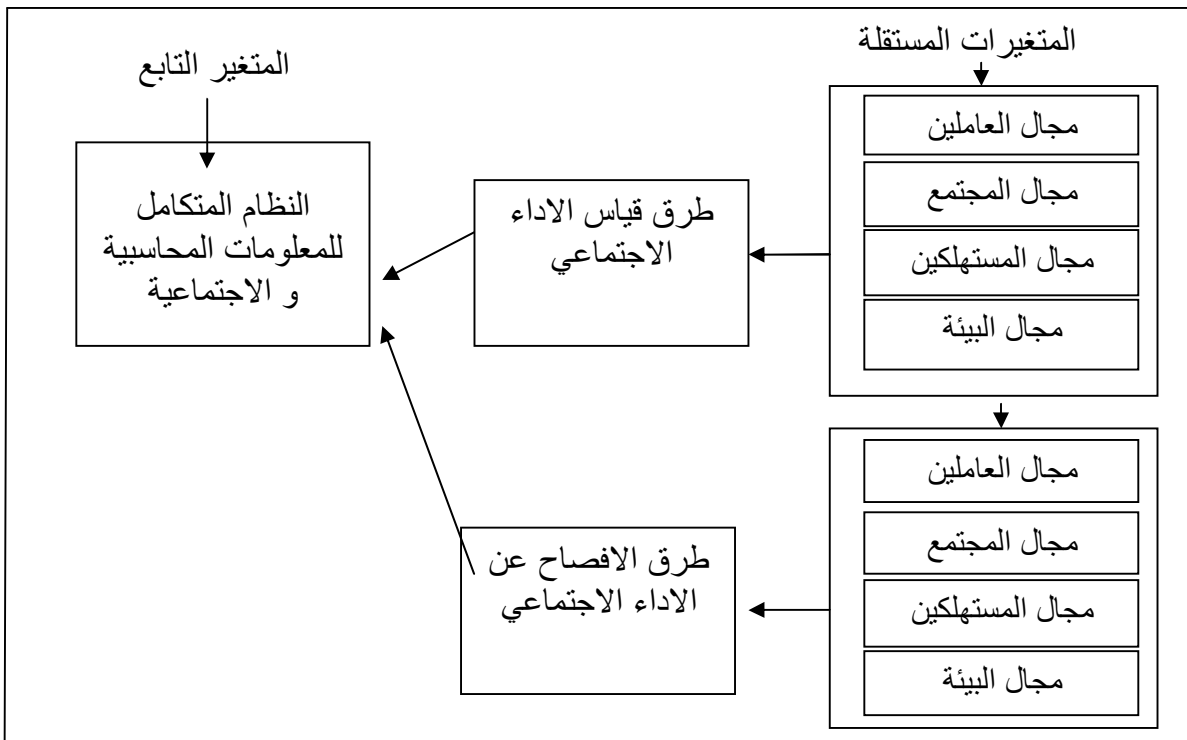 المتغيرات المستقلة
المتغير التابع
مجال العاملين
مجال المجتمع
مجال المستهلكين
مجال البيئة
طرق قياس الاداء
الاجتماعي
النظام المتكامل
للمعلومات المحاسبية
و الاجتماعية
مجال العاملين
مجال المجتمع
مجال المستهلكين
مجال البيئة
طرق الافصاح عن
الاداء الاجتماعي